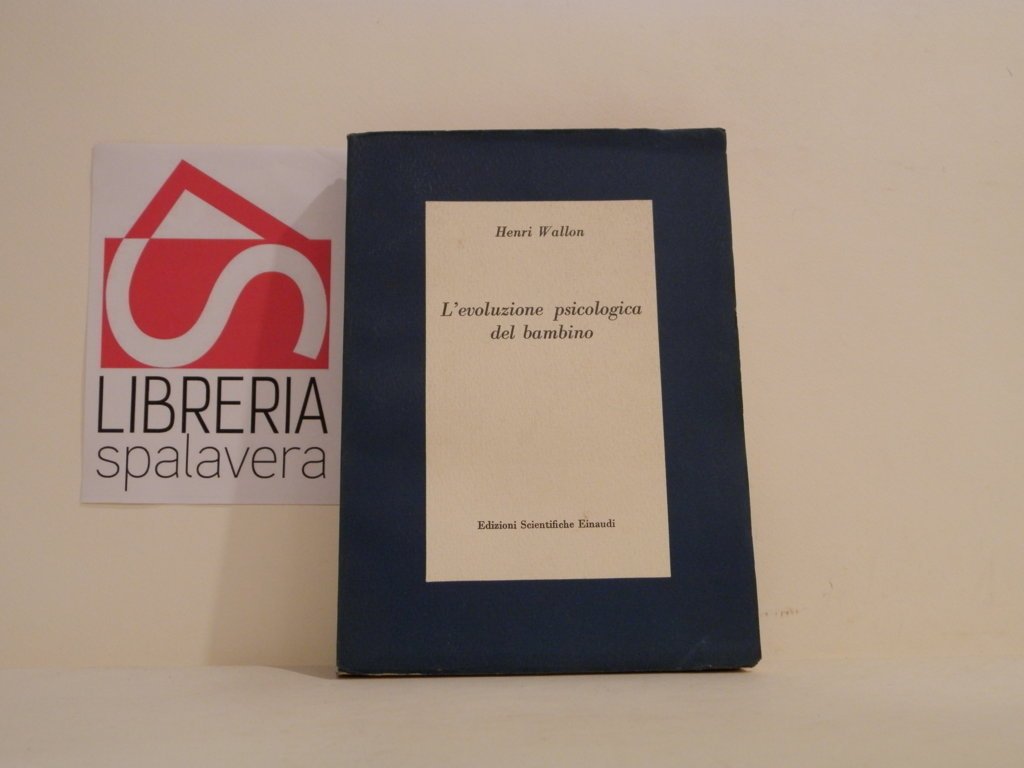 LIBRERIA
spalavera
Henri Wallon
L'evoluzione psicologica
del bambino
Edizioni Scientifiche Einaudi